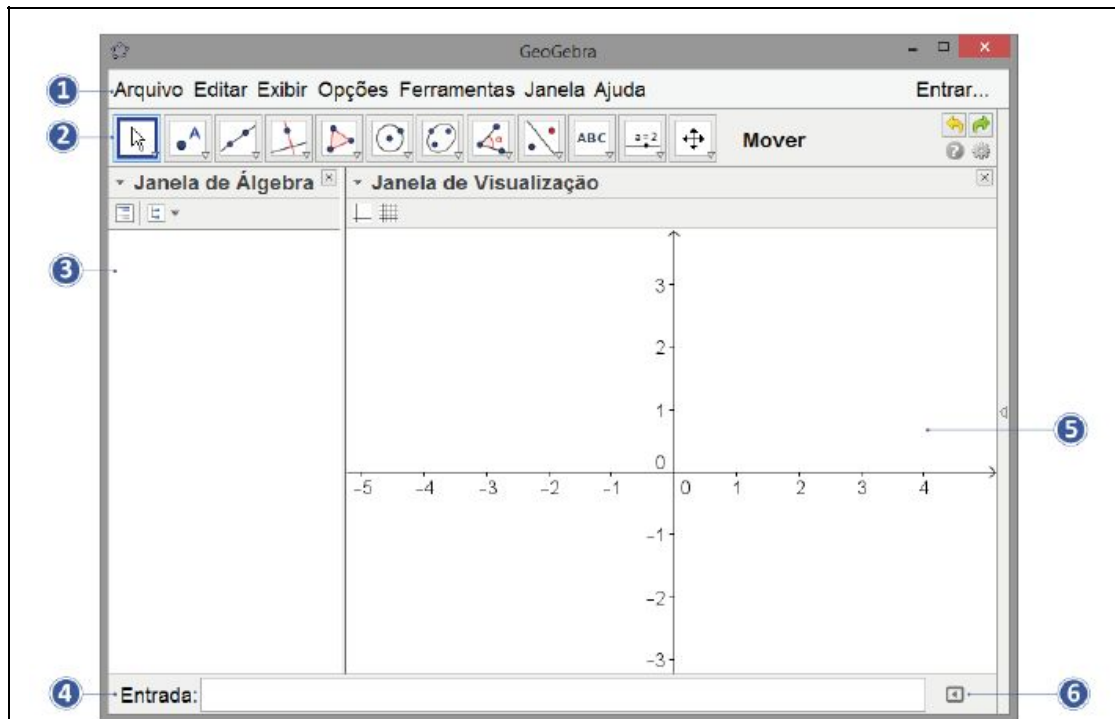 GeoGebra
1 Arquivo Editar Exibir Opções Ferramentas Janela Ajuda Entrar...
2 A ABC a=2 Mover
Janela de Álgebra Janela de Visualização
3
3
2
1
5
0
-5 -4 -3 -2 -1 0 1 2 3 4
-1
-2
-3
4 Entrada: 6